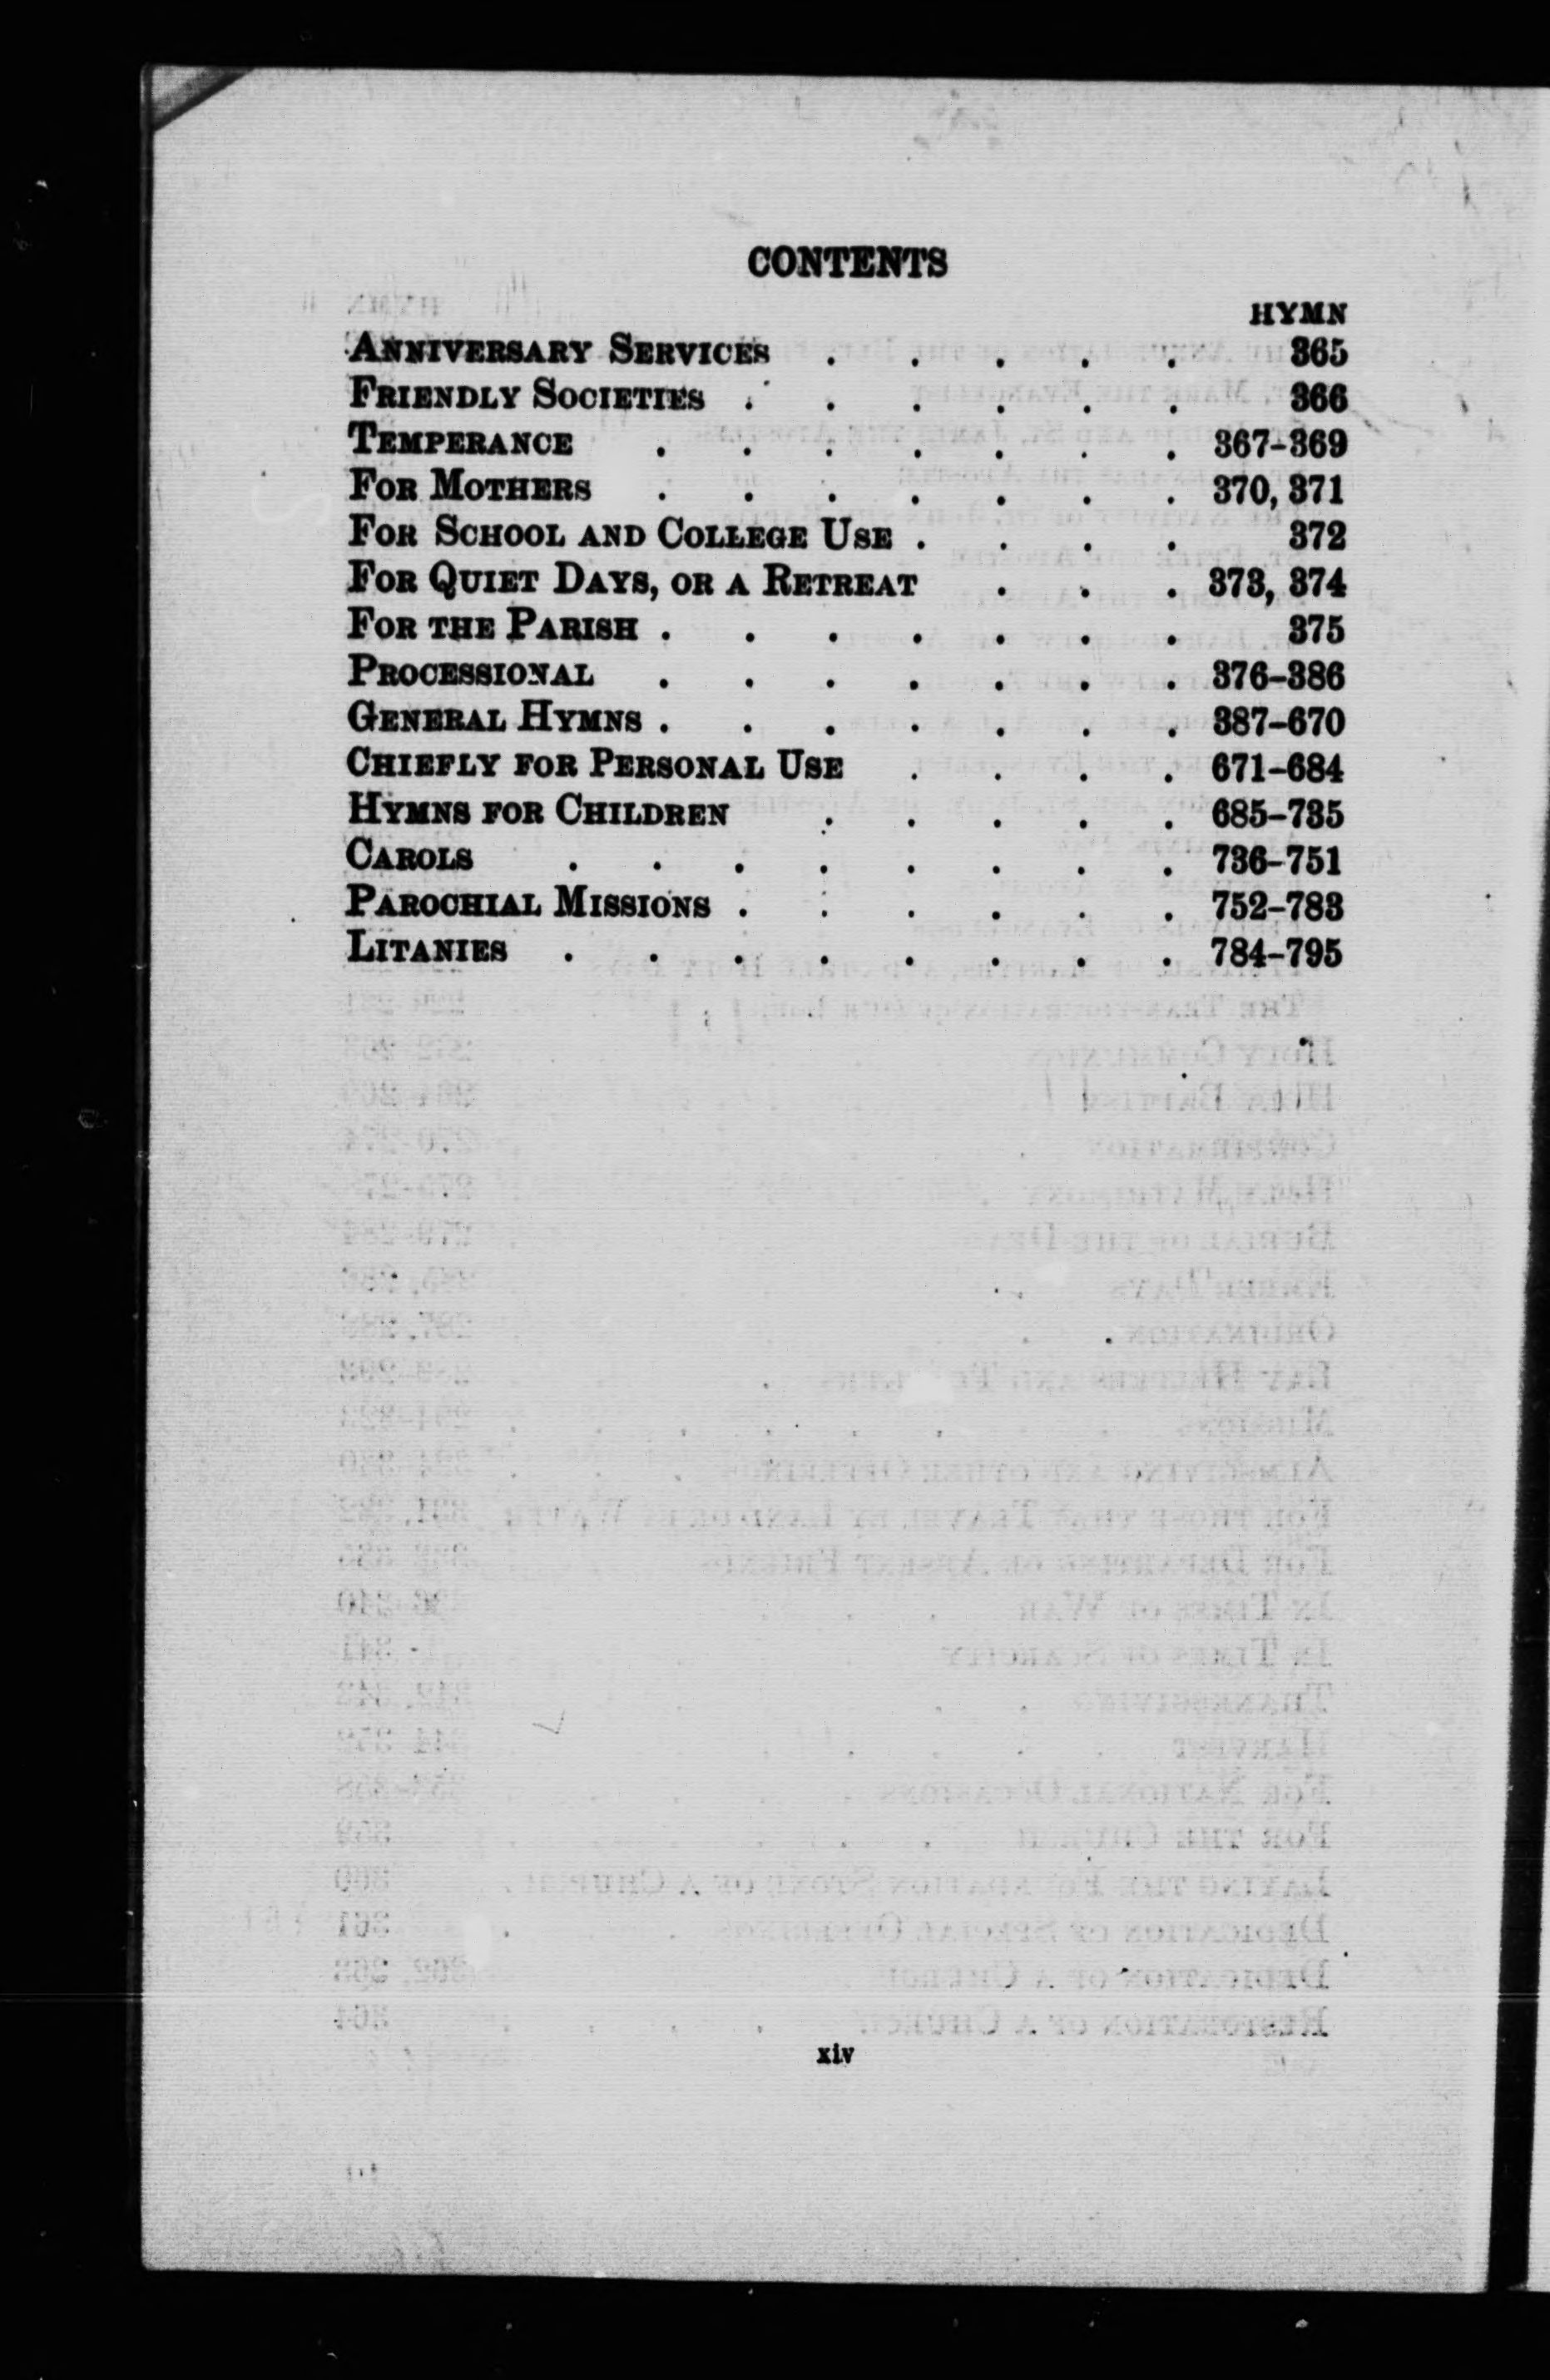 CONTENTS
HYMN
ANNIVERSARY SERVICES . . . . . 365
FRIENDLY SOCIETIES . . . . . . 366
TEMPERANCE . . . . . . . 367-369
FOR MOTHERS . . . . . . . 370, 371
FOR SCHOOL AND COLLEGE USE . . . . 372
FOR QUIET DAYS, OR A RETREAT . . . 373, 374
FOR THE PARISH . . . . . . . 375
PROCESSIONAL . . . . . . . 376-386
GENERAL HYMNS . . . . . . . 387-670
CHIEFLY FOR PERSONAL USE . . . . 671-684
HYMNS FOR CHILDREN . . . . . 685-735
CAROLS . . . . . . . . 736-751
PAROCHIAL MISSIONS . . . . . . 752-783
LITANIES . . . . . . . . 784-795
xiv